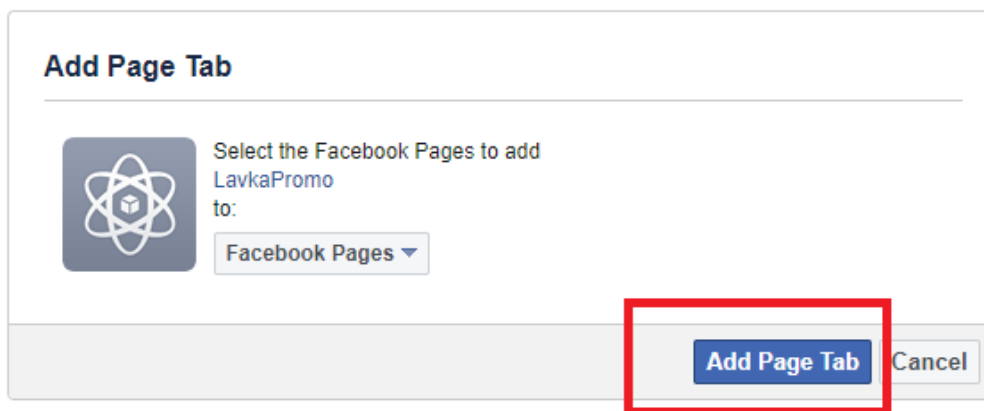 Add Page Tab
Select the Facebook Pages to add
LavkaPromo
to:
Facebook Pages
Add Page Tab
Cancel